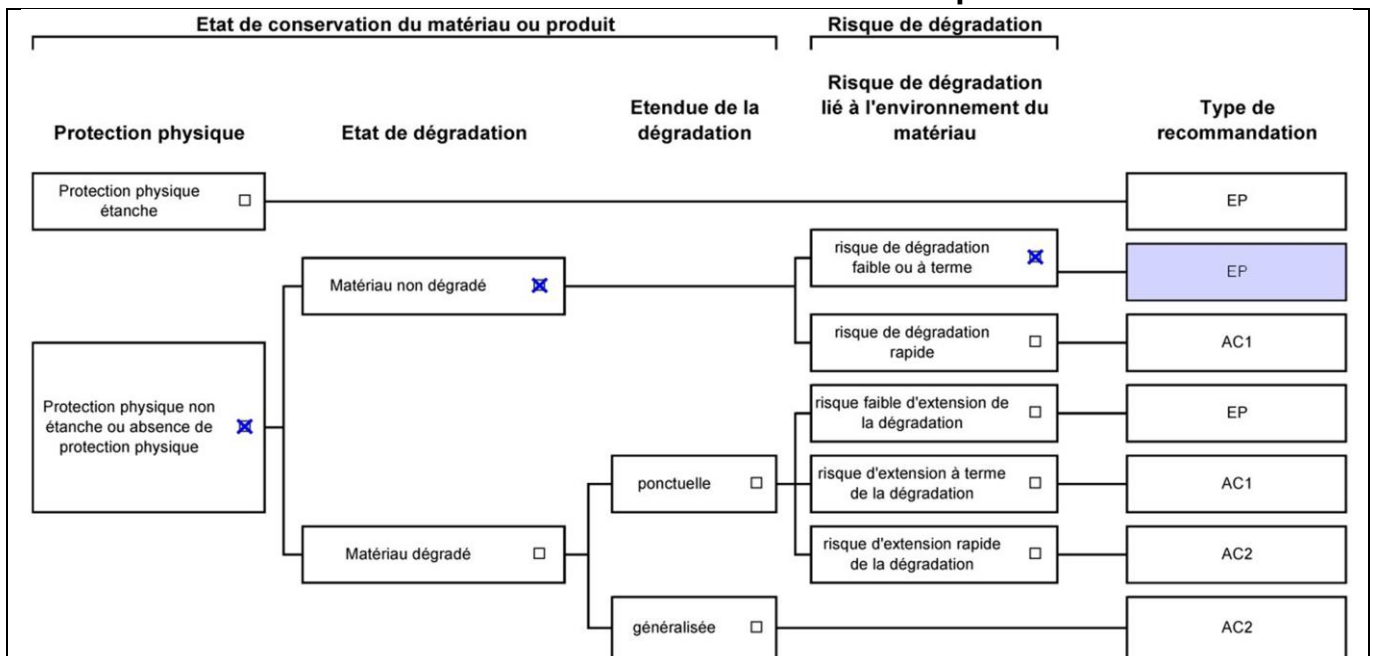 Etat de conservation du matériau ou produit
Risque de dégradation
Protection physique
Etat de dégradation
Etendue de la
dégradation
Risque de dégradation
lié à l'environnement du
matériau
Type de
recommandation
Protection physique
étanche
EP
Protection physique non
étanche ou absence de
protection physique
Matériau non dégradé
risque de dégradation
faible ou à terme
EP
risque de dégradation
rapide
AC1
Matériau dégradé
ponctuelle
risque faible d'extension de
la dégradation
EP
risque d'extension à terme
de la dégradation
AC1
risque d'extension rapide
de la dégradation
AC2
généralisée
AC2